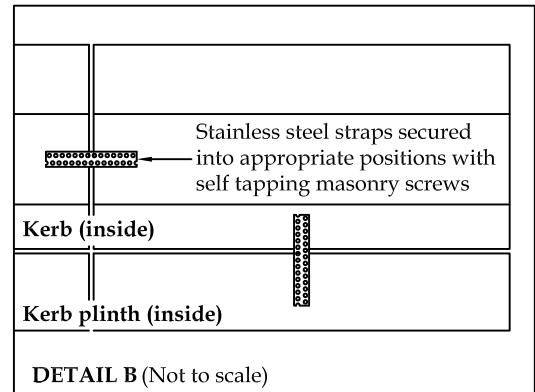 Stainless steel straps secured
into appropriate positions with
self tapping masonry screws
Kerb (inside)
Kerb plinth (inside)
DETAIL B (Not to scale)